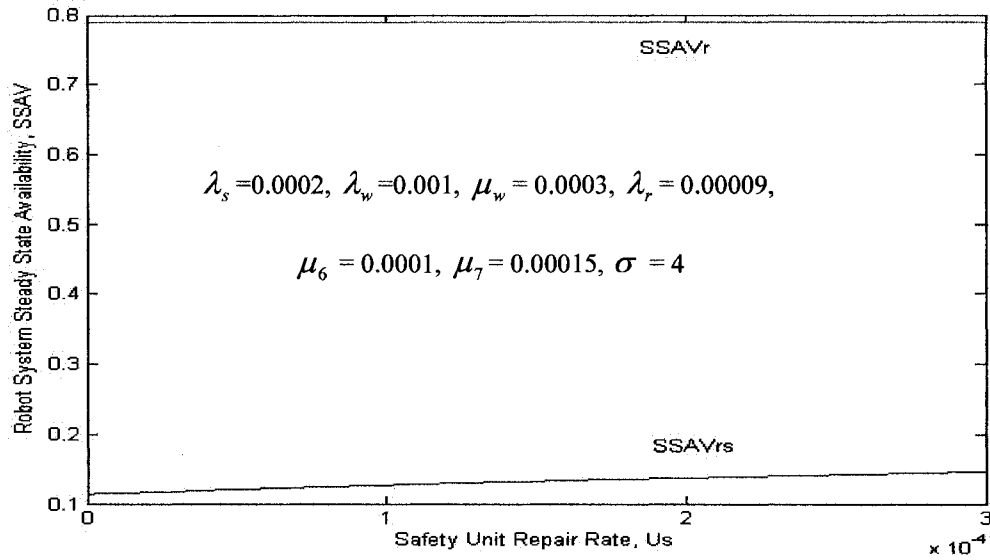 0.8
SSAVr
0.7
0.6
λs =0.0002, λw =0.001, μw = 0.0003, λr = 0.00009,
0.5
μ6 = 0.0001, μ7 = 0.00015, σ = 4
0.4
0.3
0.2
SSAVrs
0.1
0 1 2 3
Robot System Steady State Availability, SSAV
Safety Unit Repair Rate, Us
× 10⁻⁴